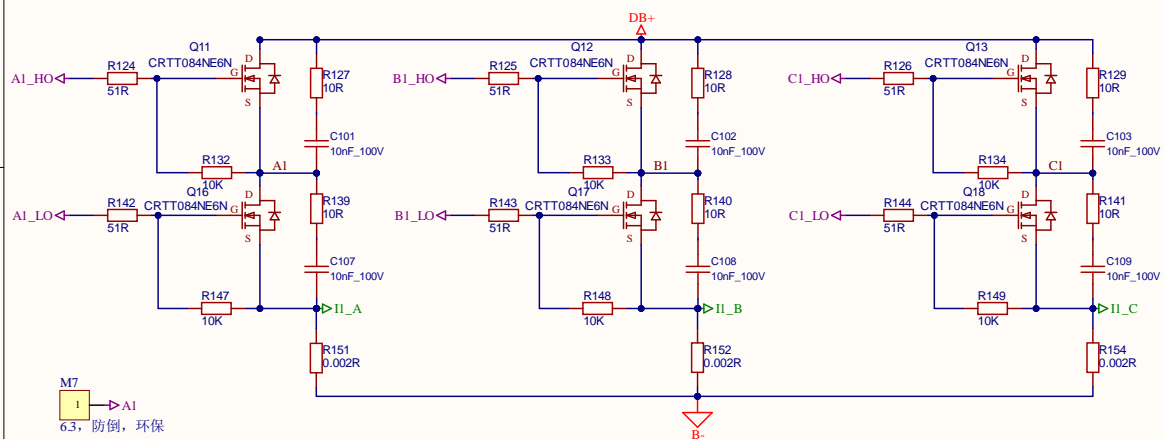 DB+
Q11
CRTT084NE6N
D
G
S
A1_HO
R124
51R
R127
10R
C101
10nF_100V
R132
10K
A1
Q12
CRTT084NE6N
D
G
S
B1_HO
R125
51R
R128
10R
C102
10nF_100V
R133
10K
B1
Q13
CRTT084NE6N
D
G
S
C1_HO
R126
51R
R129
10R
C103
10nF_100V
R134
10K
C1
Q16
CRTT084NE6N
D
G
S
A1_LO
R142
51R
R139
10R
C107
10nF_100V
R147
10K
I1_A
R151
0.002R
Q17
CRTT084NE6N
D
G
S
B1_LO
R143
51R
R140
10R
C108
10nF_100V
R148
10K
I1_B
R152
0.002R
Q18
CRTT084NE6N
D
G
S
C1_LO
R144
51R
R141
10R
C109
10nF_100V
R149
10K
I1_C
R154
0.002R
M7
1
A1
6.3，防倒，环保
B-